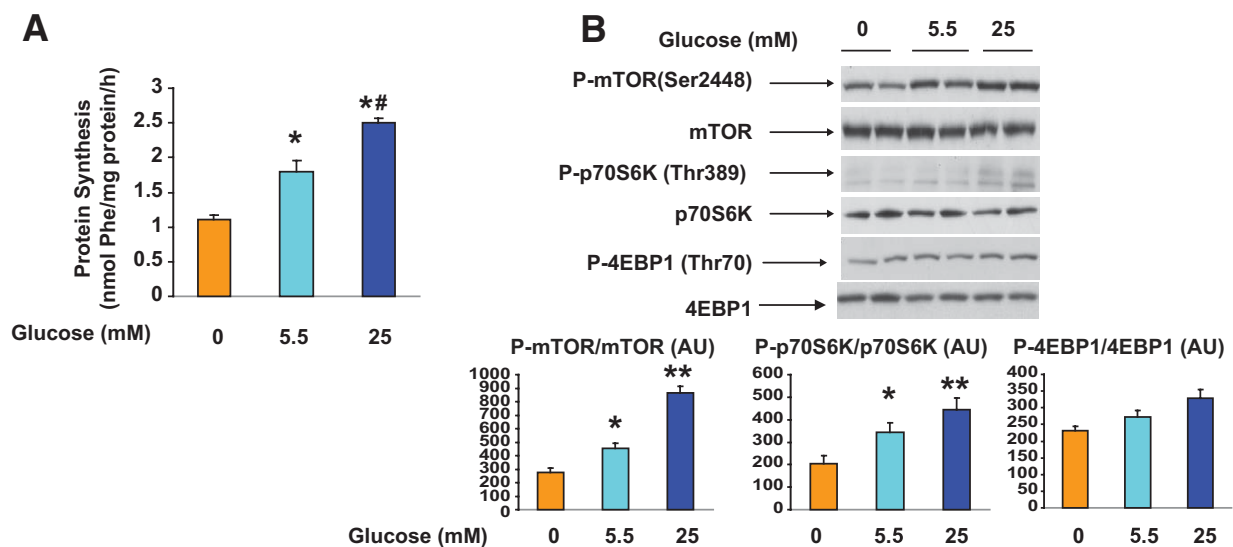 A
Protein Synthesis
(nmol Phe/mg protein/h)
3
2.5
2
1.5
1
0.5
0
*
*#
Glucose (mM)
0 5.5 25
B
Glucose (mM)
0 5.5 25
P-mTOR(Ser2448)
mTOR
P-p70S6K (Thr389)
p70S6K
P-4EBP1 (Thr70)
4EBP1
P-mTOR/mTOR (AU)
1000
900
800
700
600
500
400
300
200
100
0
*
**
P-p70S6K/p70S6K (AU)
600
500
400
300
200
100
0
*
**
P-4EBP1/4EBP1 (AU)
400
350
300
250
200
150
100
50
0
Glucose (mM)
0 5.5 25
0 5.5 25
0 5.5 25